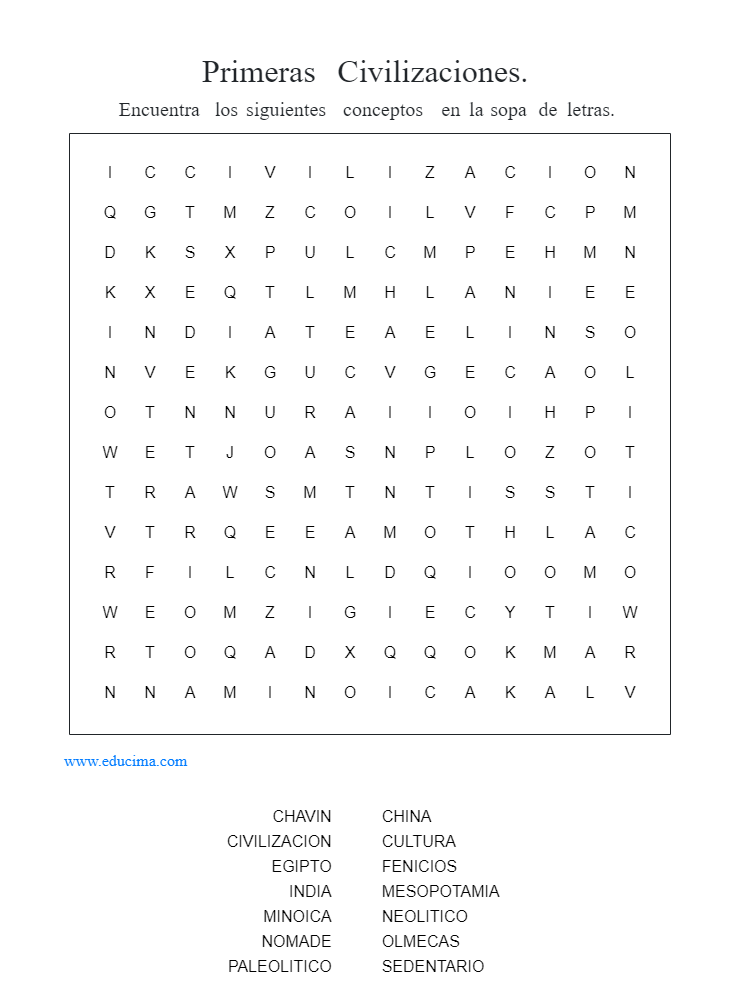 Primeras Civilizaciones.
Encuentra los siguientes conceptos en la sopa de letras.
I C C I V I L I Z A C I O N
Q G T M Z C O I L V F C P M
D K S X P U L C M P E H M N
K X E Q T L M H L A N I E E
I N D I A T E A E L I N S O
N V E K G U C V G E C A O L
O T N N U R A I I O I H P I
W E T J O A S N P L O Z O T
T R A W S M T N T I S S T I
V T R Q E E A M O T H L A C
R F I L C N L D Q I O O M O
W E O M Z I G I E C Y T I W
R T O Q A D X Q Q O K M A R
N N A M I N O I C A K A L V
www.educima.com
CHAVIN CHINA
CIVILIZACION CULTURA
EGIPTO FENICIOS
INDIA MESOPOTAMIA
MINOICA NEOLITICO
NOMADE OLMECAS
PALEOLITICO SEDENTARIO